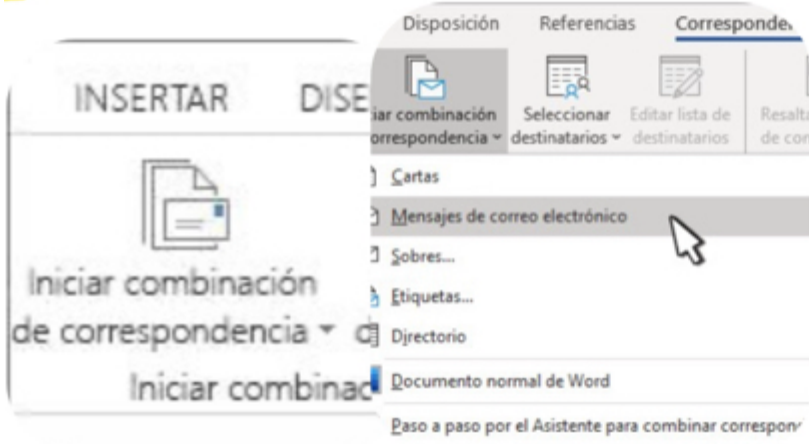 INSERTAR DISE
Iniciar combinación
de correspondencia
Iniciar combinac
Disposición Referencias Corresponde
iar combinación Seleccionar Editar lista de Resalta
orrespondencia destinatarios destinatarios de cor
Cartas
Mensajes de correo electrónico
Sobres...
Etiquetas...
Directorio
Documento normal de Word
Paso a paso por el Asistente para combinar correspon